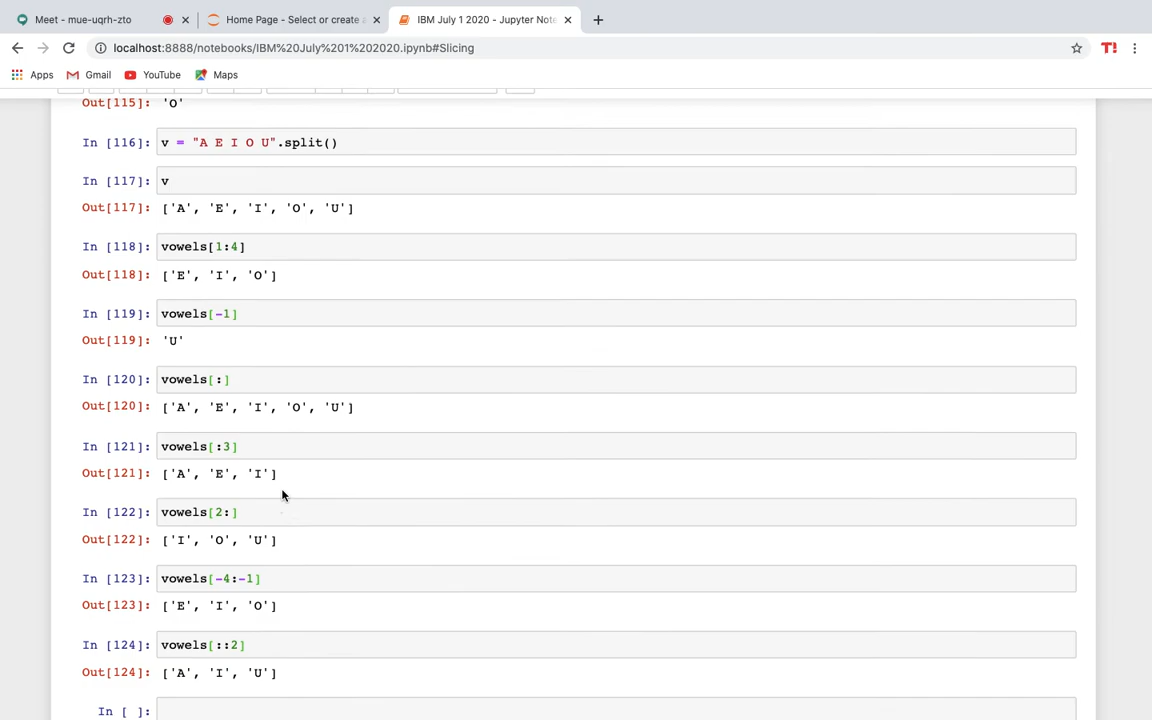 Meet - mue-uqrh-zto
Home Page - Select or create a
IBM July 1 2020 - Jupyter Note
localhost:8888/notebooks/IBM%20July%201%202020.ipynb#Slicing
T!
Apps Gmail YouTube Maps
Out[115]: 'O'
In [116]: v = "A E I O U".split()
In [117]: v
Out[117]: ['A', 'E', 'I', 'O', 'U']
In [118]: vowels[1:4]
Out[118]: ['E', 'I', 'O']
In [119]: vowels[-1]
Out[119]: 'U'
In [120]: vowels[:]
Out[120]: ['A', 'E', 'I', 'O', 'U']
In [121]: vowels[:3]
Out[121]: ['A', 'E', 'I']
In [122]: vowels[2:]
Out[122]: ['I', 'O', 'U']
In [123]: vowels[-4:-1]
Out[123]: ['E', 'I', 'O']
In [124]: vowels[::2]
Out[124]: ['A', 'I', 'U']
In [ ]: